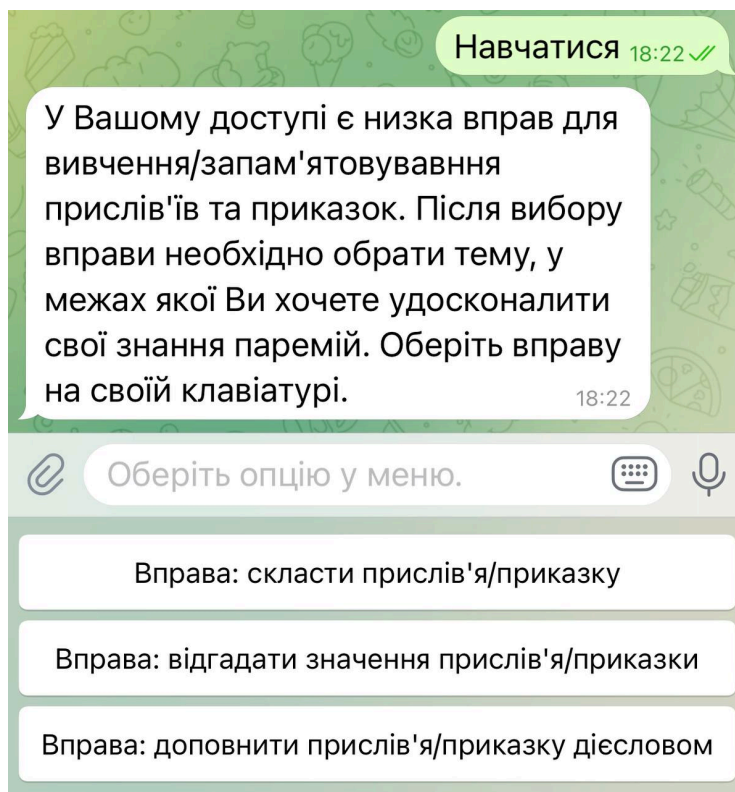 Навчатися 18:22
У Вашому доступі є низка вправ для
вивчення/запам'ятовувавння
прислів'їв та приказок. Після вибору
вправи необхідно обрати тему, у
межах якої Ви хочете удосконалити
свої знання паремій. Оберіть вправу
на своїй клавіатурі. 18:22
Оберіть опцію у меню.
Вправа: скласти прислів'я/приказку
Вправа: відгадати значення прислів'я/приказки
Вправа: доповнити прислів'я/приказку дієсловом